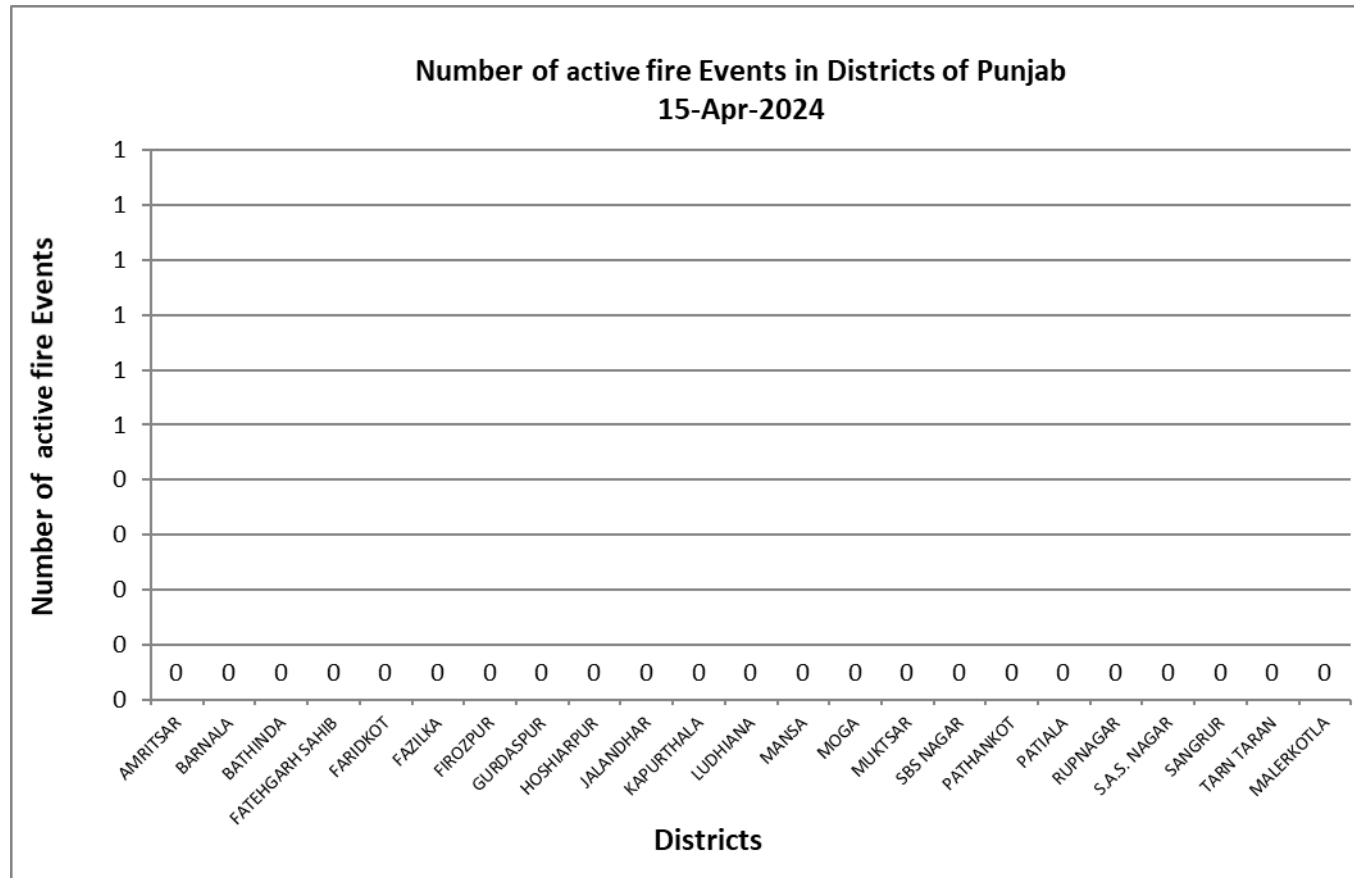 Number of active fire Events in Districts of Punjab
15-Apr-2024
Number of active fire Events
1
1
1
1
1
1
0
0
0
0
0
0 0 0 0 0 0 0 0 0 0 0 0 0 0 0 0 0 0 0 0 0 0 0
AMRITSAR
BARNALA
BATHINDA
FATEHGARH SAHIB
FARIDKOT
FAZILKA
FIROZPUR
GURDASPUR
HOSHIARPUR
JALANDHAR
KAPURTHALA
LUDHIANA
MANSA
MOGA
MUKTSAR
SBS NAGAR
PATHANKOT
PATIALA
RUPNAGAR
S.A.S. NAGAR
SANGRUR
TARN TARAN
MALERKOTLA
Districts